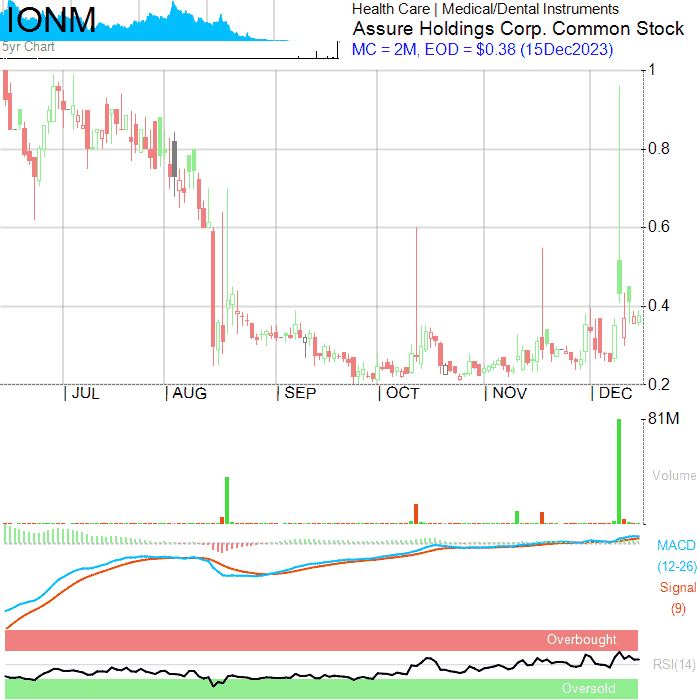 IONM
5yr Chart
Health Care | Medical/Dental Instruments
Assure Holdings Corp. Common Stock
MC = 2M, EOD = $0.38 (15Dec2023)
1
0.8
0.6
0.4
0.2
JUL
AUG
SEP
OCT
NOV
DEC
81M
Volume
MACD
(12-26)
Signal
(9)
Overbought
RSI(14)
Oversold